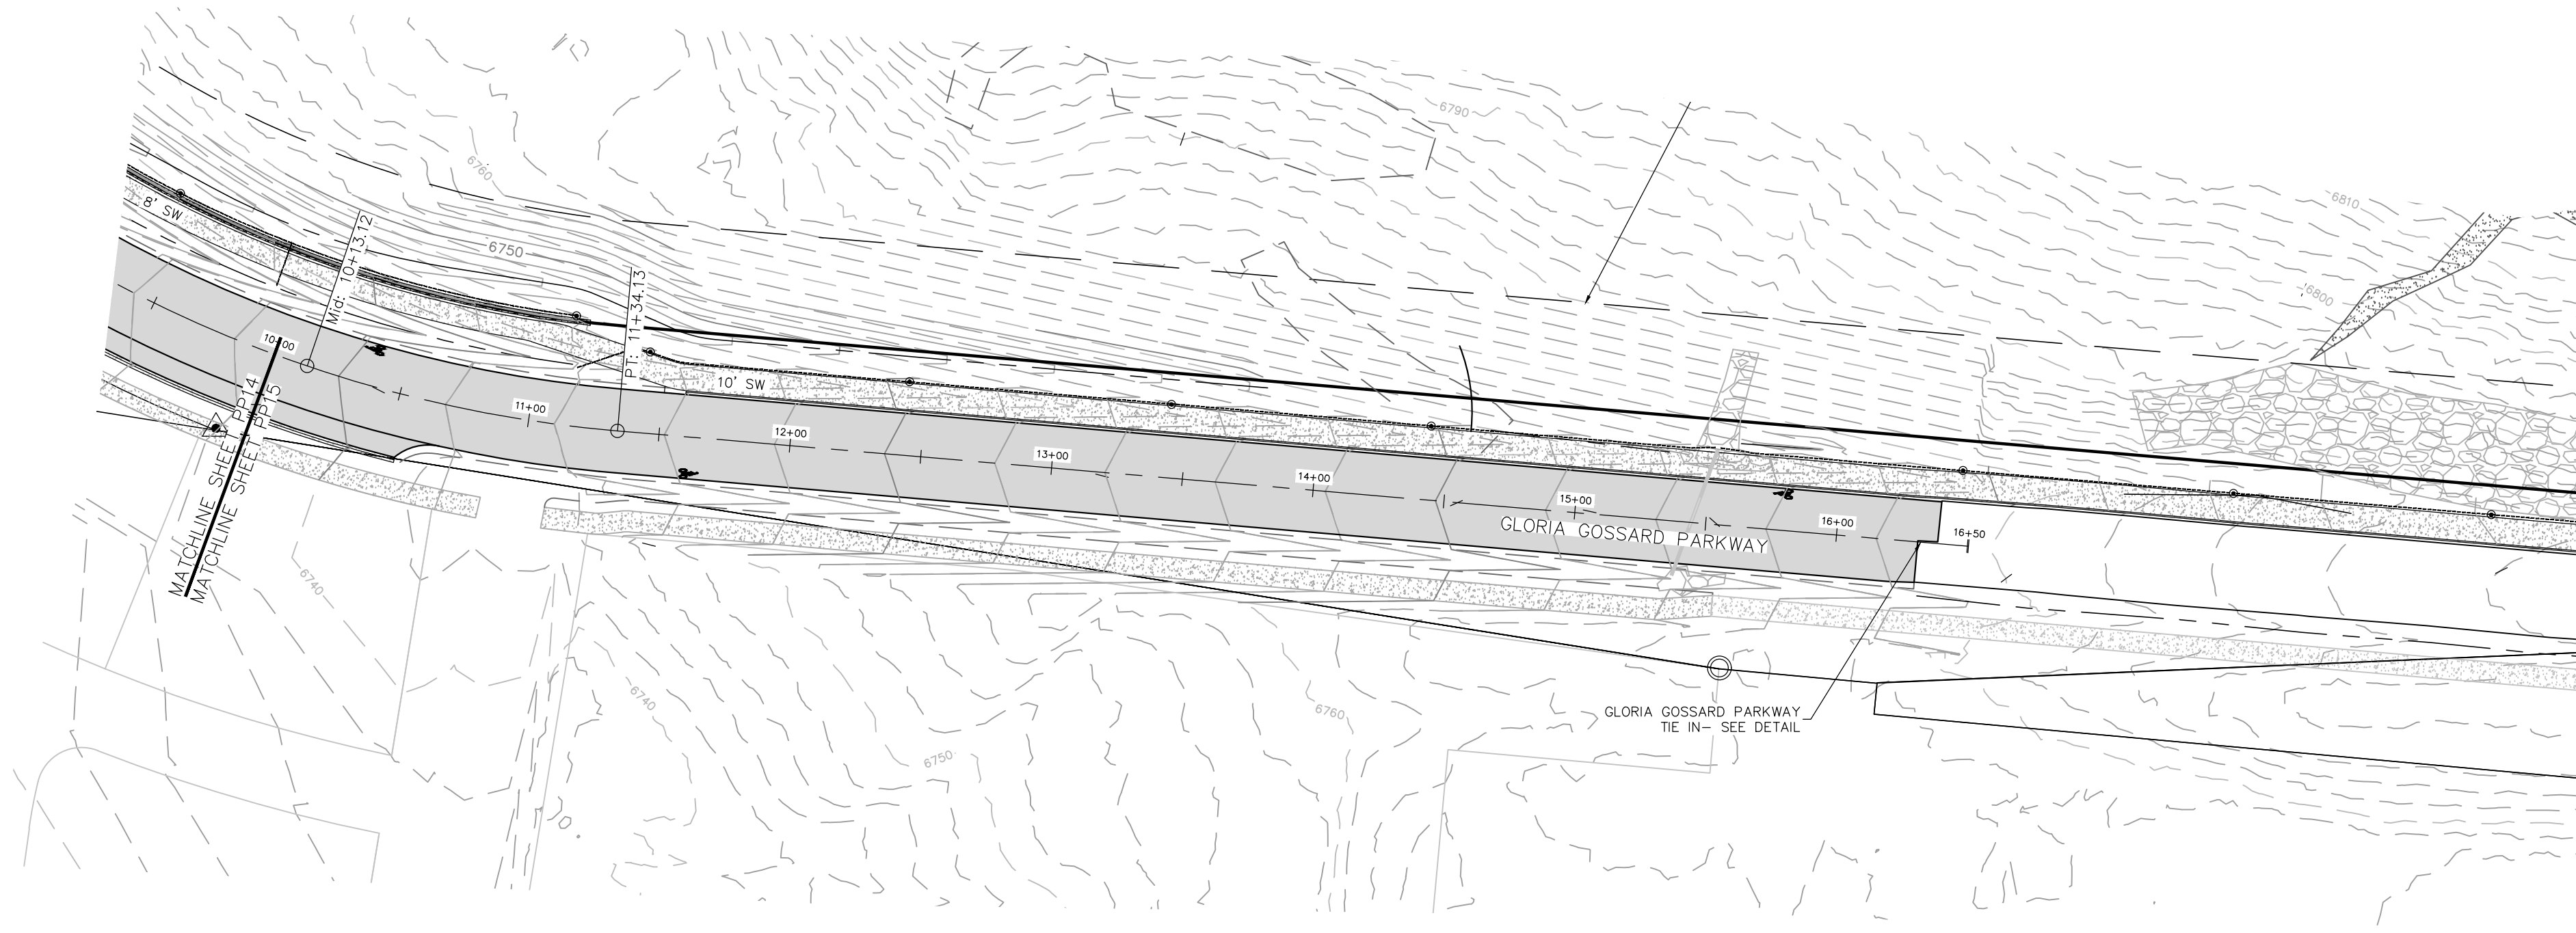 6790
6760
6810
8' SW
Mid: 10+13.12
6750
PT: 11+34.13
6800
10+00
10' SW
11+00
12+00
13+00
14+00
15+00
16+00
16+50
GLORIA GOSSARD PARKWAY
MATCHLINE SHEET PP14
MATCHLINE SHEET PP15
6740
6740
6760
GLORIA GOSSARD PARKWAY
TIE IN- SEE DETAIL
6750